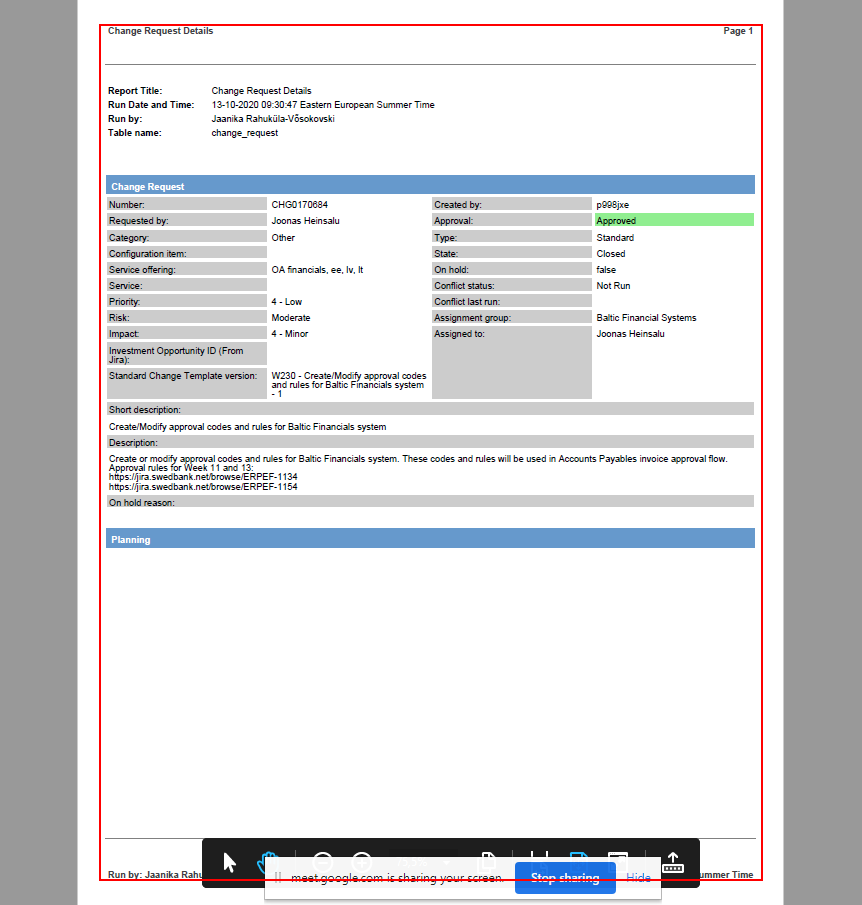 Change Request Details Page 1
Report Title: Change Request Details
Run Date and Time: 13-10-2020 09:30:47 Eastern European Summer Time
Run by: Jaanika Rahuküla-Võsokovski
Table name: change_request
Change Request
Number: CHG0170684 Created by: p998jxe
Requested by: Joonas Heinsalu Approval: Approved
Category: Other Type: Standard
Configuration item: State: Closed
Service offering: OA financials, ee, lv, lt On hold: false
Service: Conflict status: Not Run
Priority: 4 - Low Conflict last run:
Risk: Moderate Assignment group: Baltic Financial Systems
Impact: 4 - Minor Assigned to: Joonas Heinsalu
Investment Opportunity ID (From
Jira):
Standard Change Template version: W230 - Create/Modify approval codes
and rules for Baltic Financials system
- 1
Short description:
Create/Modify approval codes and rules for Baltic Financials system
Description:
Create or modify approval codes and rules for Baltic Financials system. These codes and rules will be used in Accounts Payables invoice approval flow.
Approval rules for Week 11 and 13:
https://jira.swedbank.net/browse/ERPEF-1134
https://jira.swedbank.net/browse/ERPEF-1154
On hold reason:
Planning
Run by: Jaanika Rahu ummer Time
meet.google.com is sharing your screen. Stop sharing Hide